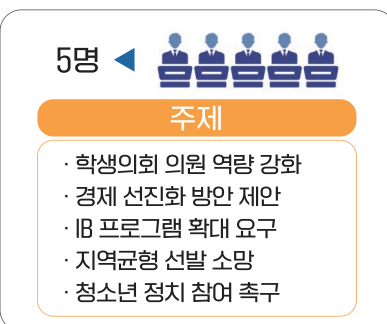 5명
주제
· 학생의회 의원 역량 강화
· 경제 선진화 방안 제안
· IB 프로그램 확대 요구
· 지역균형 선발 소망
· 청소년 정치 참여 촉구